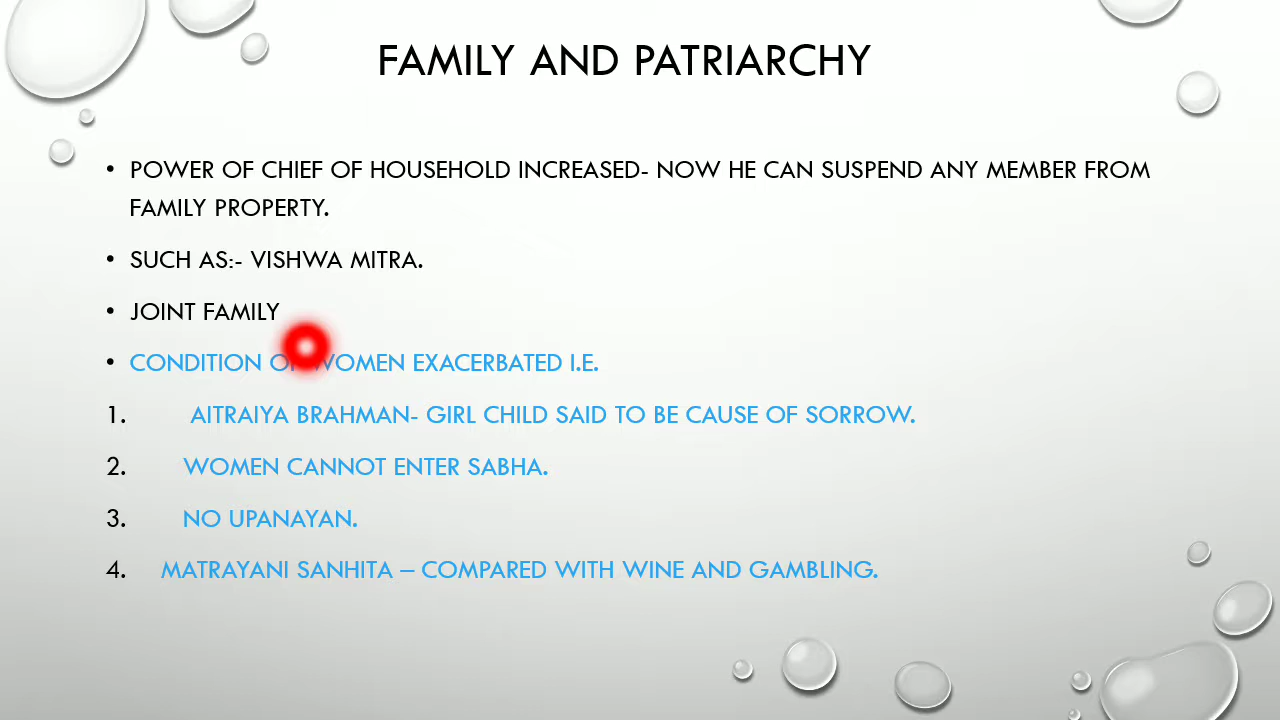 FAMILY AND PATRIARCHY
• POWER OF CHIEF OF HOUSEHOLD INCREASED- NOW HE CAN SUSPEND ANY MEMBER FROM
FAMILY PROPERTY.
• SUCH AS:- VISHWA MITRA.
• JOINT FAMILY
• CONDITION OF WOMEN EXACERBATED I.E.
1. AITRAIYA BRAHMAN- GIRL CHILD SAID TO BE CAUSE OF SORROW.
2. WOMEN CANNOT ENTER SABHA.
3. NO UPANAYAN.
4. MATRAYANI SANHITA – COMPARED WITH WINE AND GAMBLING.